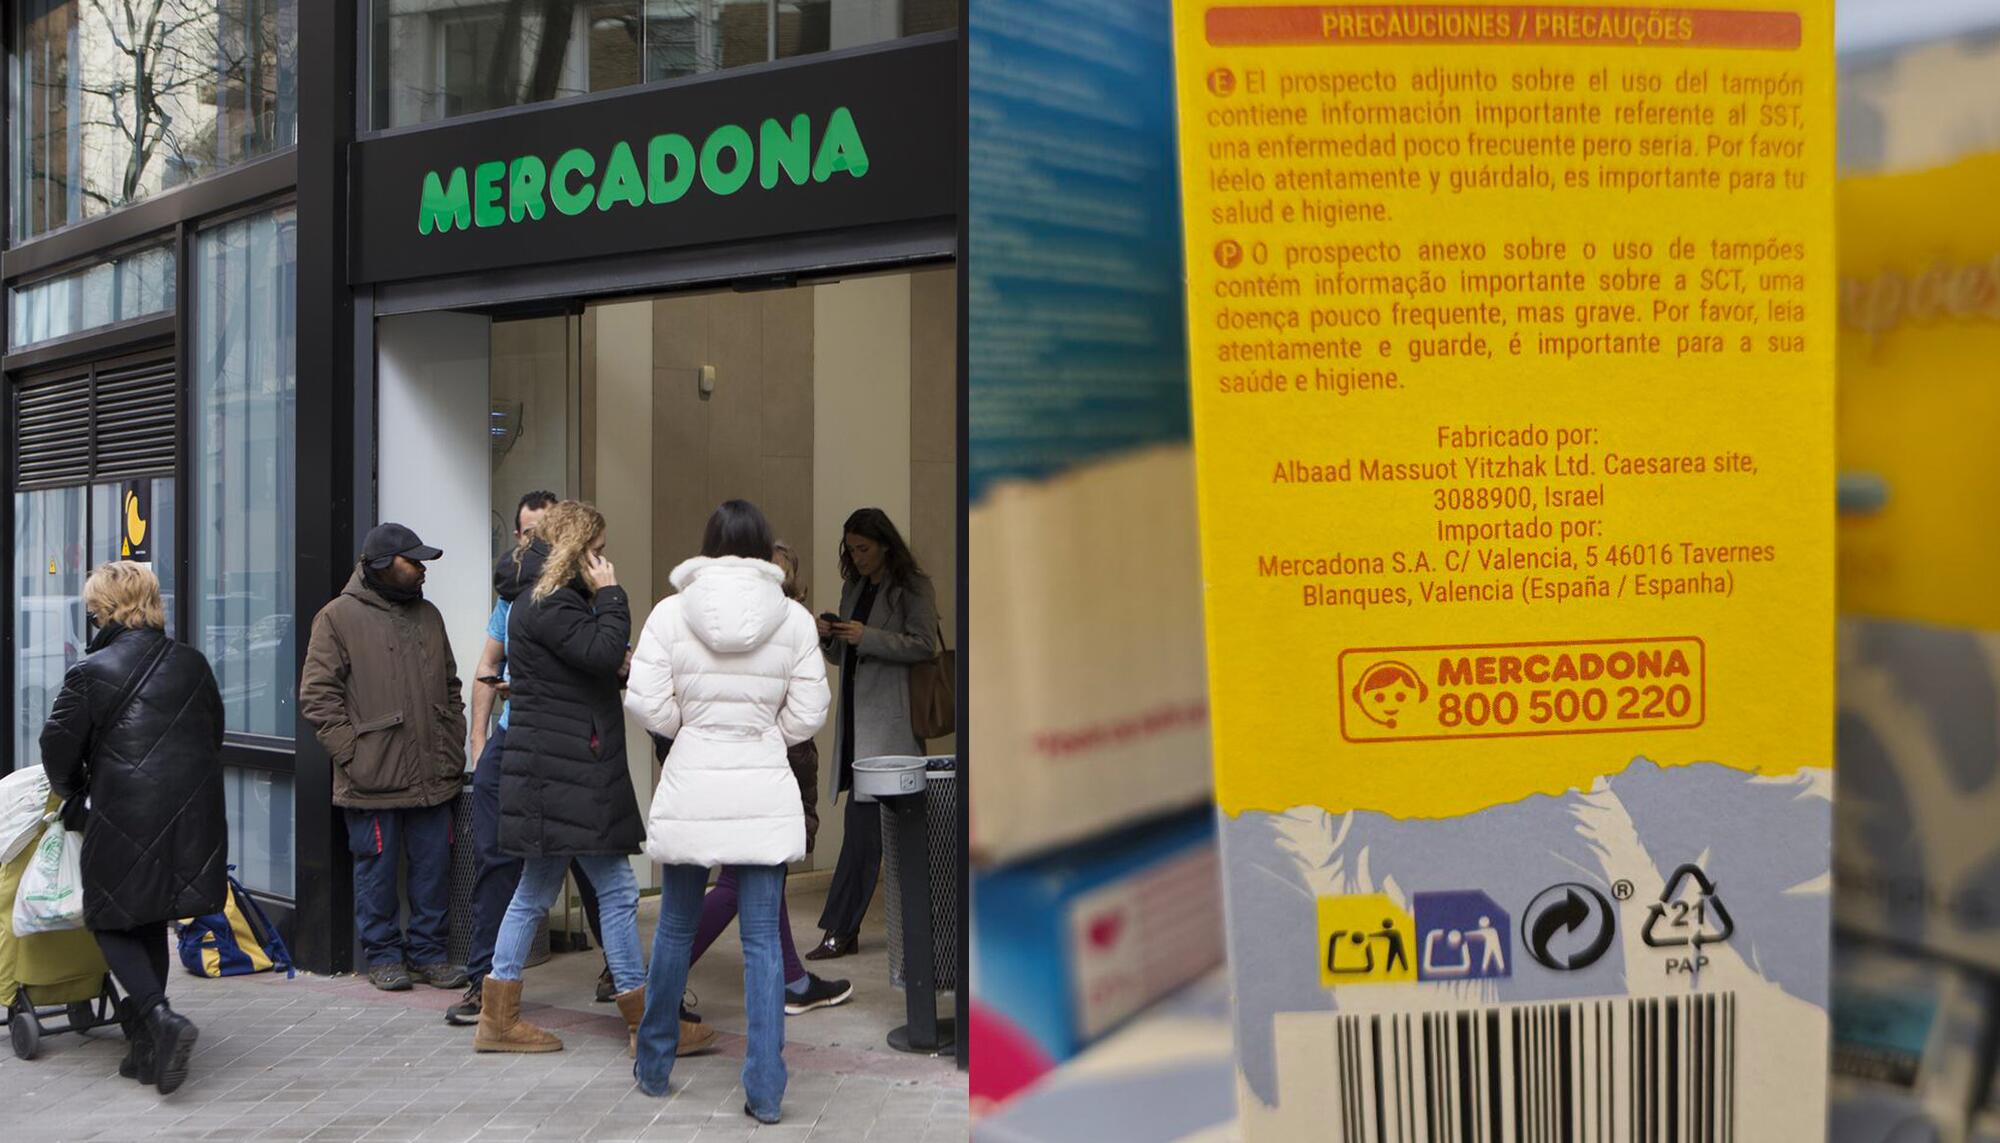 MERCADONA
PRECAUCIONES / PRECAUÇÕES
E El prospecto adjunto sobre el uso del tampón
contiene información importante referente al SST,
una enfermedad poco frecuente pero seria. Por favor
léelo atentamente y guárdalo, es importante para tu
salud e higiene.
P O prospecto anexo sobre o uso de tampões
contém informação importante sobre a SCT, uma
doença pouco frequente, mas grave. Por favor, leia
atentamente e guarde, é importante para a sua
saúde e higiene.
Fabricado por:
Albaad Massuot Yitzhak Ltd. Caesarea site,
3088900, Israel
Importado por:
Mercadona S.A. C/ Valencia, 5 46016 Tavernes
Blanques, Valencia (España / Espanha)
MERCADONA
800 500 220
®
21
PAP